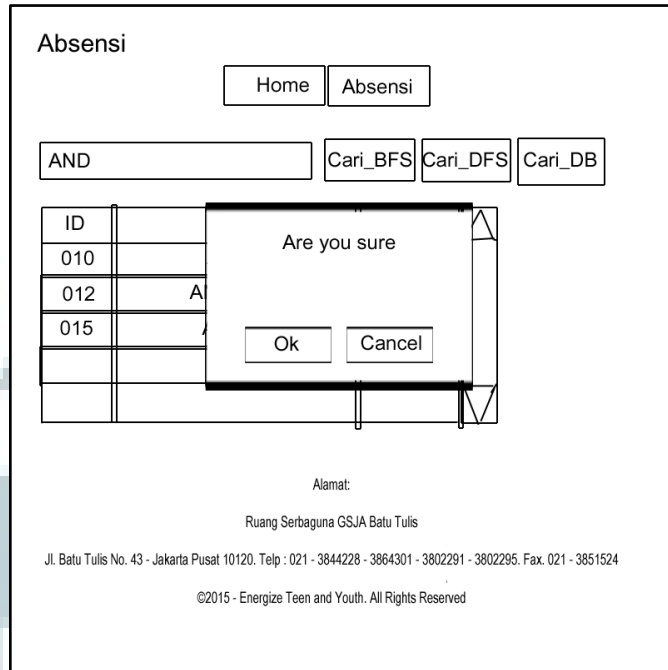 Absensi
Home Absensi
AND Cari_BFS Cari_DFS Cari_DB
ID
Are you sure
010
012
015
Ok Cancel
Alamat:
Ruang Serbaguna GSJA Batu Tulis
Jl. Batu Tulis No. 43 - Jakarta Pusat 10120. Telp : 021 - 3844228 - 3864301 - 3802291 - 3802295. Fax. 021 - 3851524
©2015 - Energize Teen and Youth. All Rights Reserved